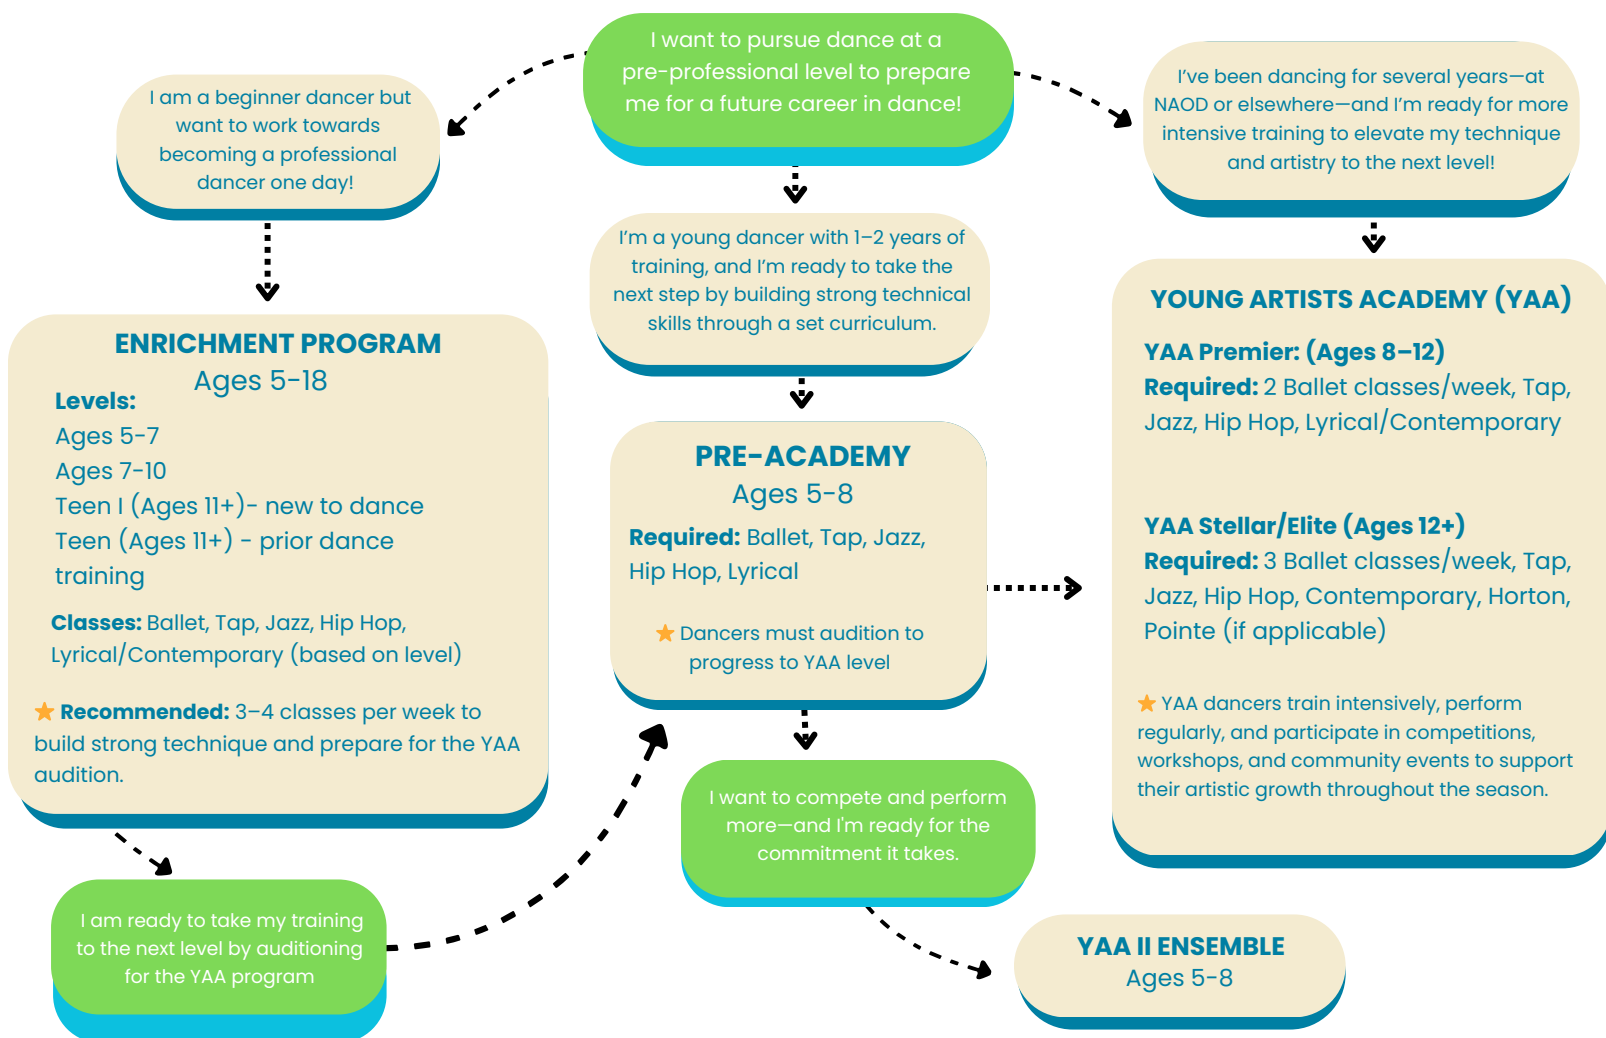 I want to pursue dance at a
pre-professional level to prepare
me for a future career in dance!
I am a beginner dancer but
want to work towards
becoming a professional
dancer one day!
ENRICHMENT PROGRAM
Ages 5-18
Levels:
Ages 5-7
Ages 7-10
Teen I (Ages 11+)- new to dance
Teen (Ages 11+) - prior dance
training
Classes: Ballet, Tap, Jazz, Hip Hop,
Lyrical/Contemporary (based on level)
⭐ Recommended: 3–4 classes per week to
build strong technique and prepare for the YAA
audition.
I am ready to take my training
to the next level by auditioning
for the YAA program
I’m a young dancer with 1–2 years of
training, and I’m ready to take the
next step by building strong technical
skills through a set curriculum.
PRE-ACADEMY
Ages 5-8
Required: Ballet, Tap, Jazz,
Hip Hop, Lyrical
⭐ Dancers must audition to
progress to YAA level
I want to compete and perform
more—and I'm ready for the
commitment it takes.
YAA II ENSEMBLE
Ages 5-8
I’ve been dancing for several years—at
NAOD or elsewhere—and I’m ready for more
intensive training to elevate my technique
and artistry to the next level!
YOUNG ARTISTS ACADEMY (YAA)
YAA Premier: (Ages 8–12)
Required: 2 Ballet classes/week, Tap,
Jazz, Hip Hop, Lyrical/Contemporary
YAA Stellar/Elite (Ages 12+)
Required: 3 Ballet classes/week, Tap,
Jazz, Hip Hop, Contemporary, Horton,
Pointe (if applicable)
⭐ YAA dancers train intensively, perform
regularly, and participate in competitions,
workshops, and community events to support
their artistic growth throughout the season.